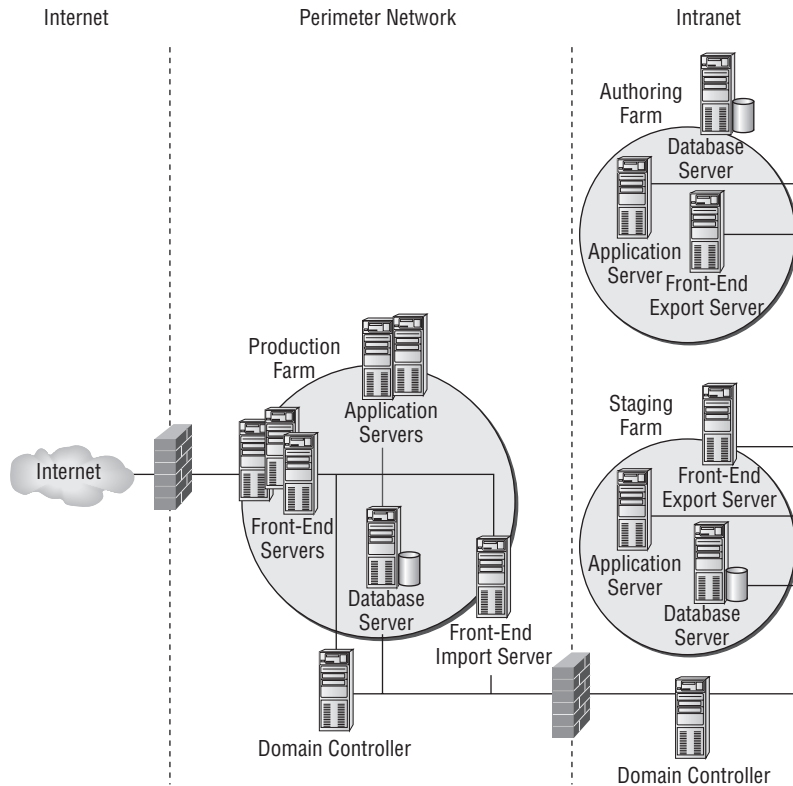 Internet
Perimeter Network
Intranet
Authoring
Farm
Database
Server
Application
Server
Front-End
Export Server
Production
Farm
Application
Servers
Internet
Front-End
Servers
Database
Server
Front-End
Import Server
Domain Controller
Staging
Farm
Front-End
Export Server
Application
Server
Database
Server
Domain Controller